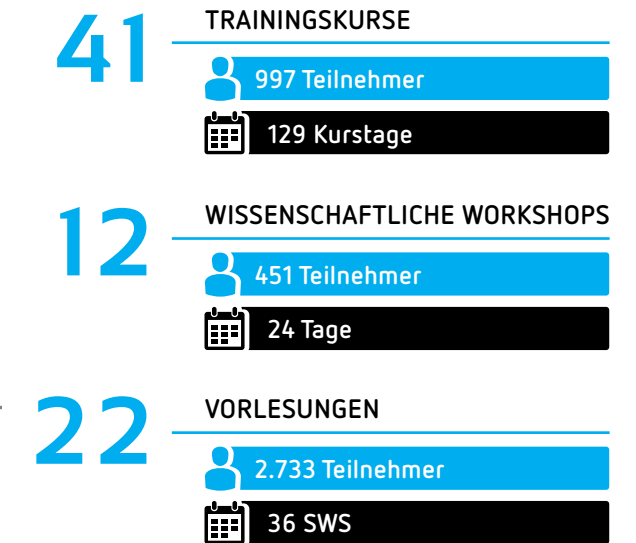 41
TRAININGSKURSE
997 Teilnehmer
129 Kurstage
12
WISSENSCHAFTLICHE WORKSHOPS
451 Teilnehmer
24 Tage
22
VORLESUNGEN
2.733 Teilnehmer
36 SWS